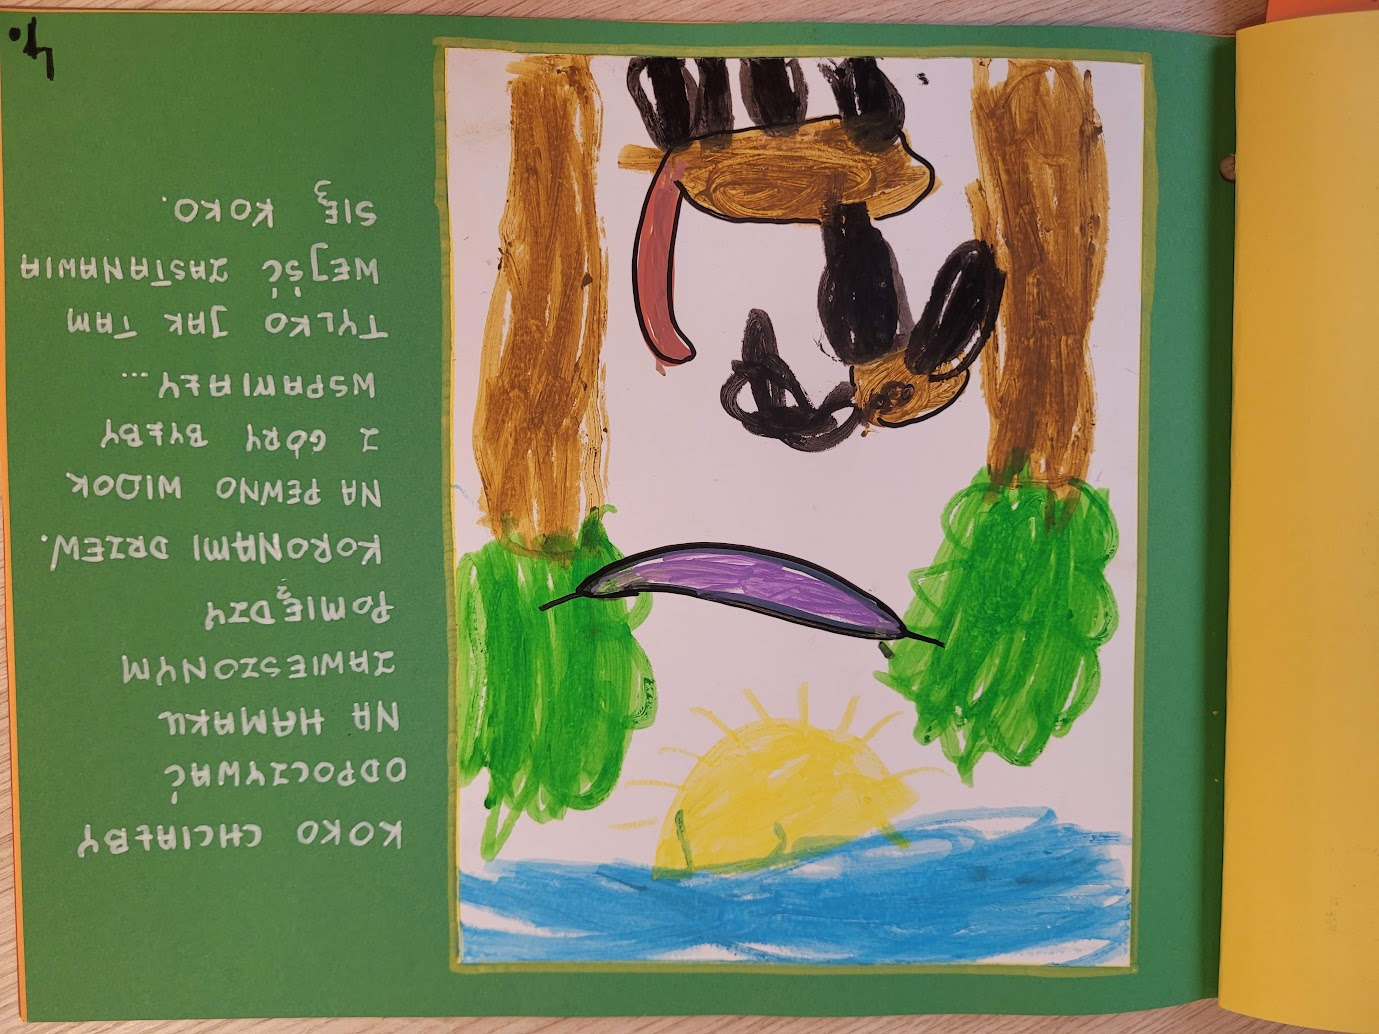 KOKO CHCIAŁBY
ODPOCZYWAĆ
NA HAMAKU
ZAWIESZONYM
POMIĘDZY
KORONAMI DRZEW.
NA PEWNO WIDOK
Z GÓRY BYŁBY
WSPANIAŁY...
TYLKO JAK TAM
WEJŚĆ ZASTANAWIA
SIĘ KOKO.
4.